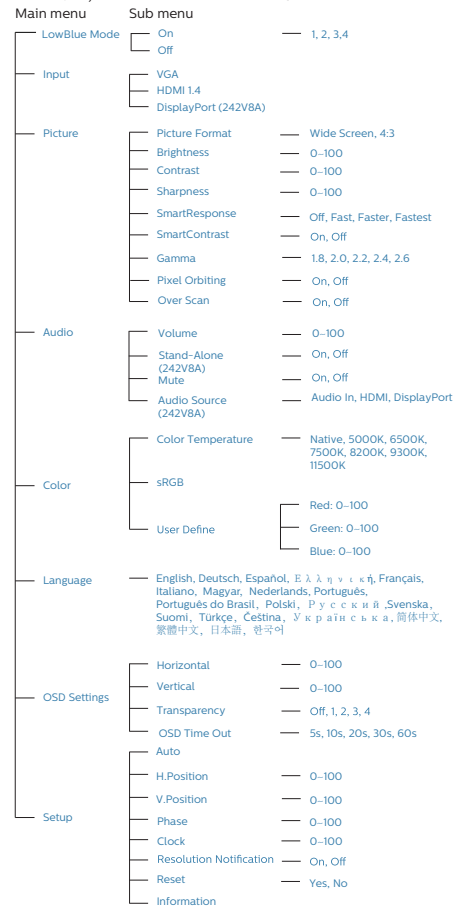 Main menu Sub menu
LowBlue Mode On 1, 2, 3,4
Off
Input VGA
HDMI 1.4
DisplayPort (242V8A)
Picture Picture Format Wide Screen, 4:3
Brightness 0-100
Contrast 0-100
Sharpness 0-100
SmartResponse Off, Fast, Faster, Fastest
SmartContrast On, Off
Gamma 1.8, 2.0, 2.2, 2.4, 2.6
Pixel Orbiting On, Off
Over Scan On, Off
Audio Volume 0-100
Stand-Alone On, Off
(242V8A)
Mute On, Off
Audio Source Audio In, HDMI, DisplayPort
(242V8A)
Color Temperature Native, 5000K, 6500K,
7500K, 8200K, 9300K,
11500K
Color sRGB
Red: 0-100
User Define Green: 0-100
Blue: 0-100
Language English, Deutsch, Español, Ελληνική, Français,
Italiano, Magyar, Nederlands, Português,
Português do Brasil, Polski, Русский ,Svenska,
Suomi, Türkçe, Čeština, Українська, 简体中文,
繁體中文, 日本語, 한국어
OSD Settings Horizontal 0-100
Vertical 0-100
Transparency Off, 1, 2, 3, 4
OSD Time Out 5s, 10s, 20s, 30s, 60s
Setup Auto
H.Position 0-100
V.Position 0-100
Phase 0-100
Clock 0-100
Resolution Notification On, Off
Reset Yes, No
Information